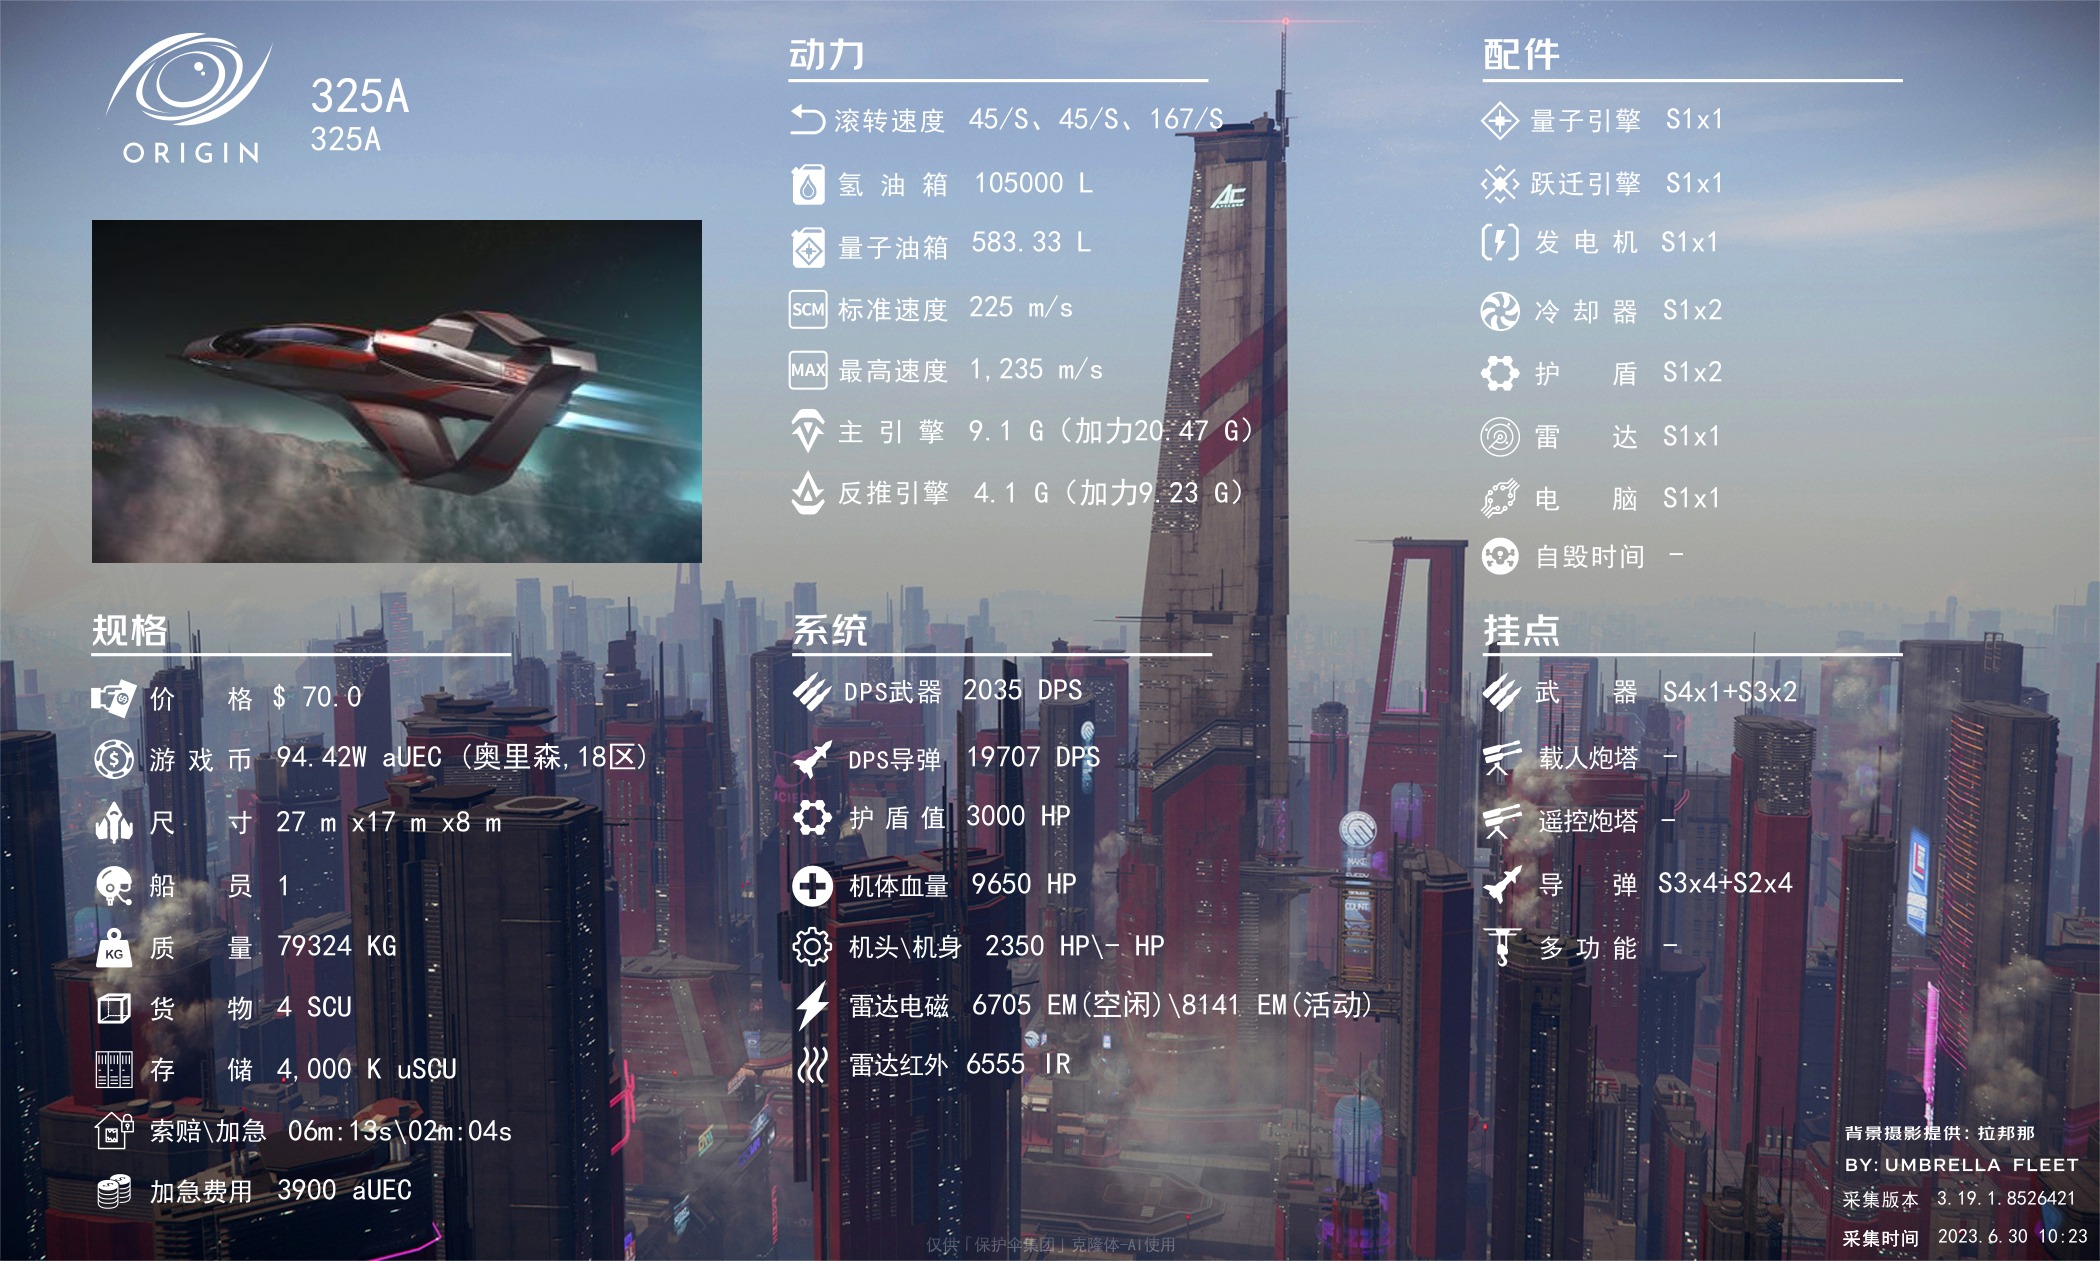 ORIGIN
325A
325A
动力
滚转速度 45/S、45/S、167/S
氢油箱 105000 L
量子油箱 583.33 L
SCM 标准速度 225 m/s
MAX 最高速度 1,235 m/s
主引擎 9.1 G（加力20.47 G）
反推引擎 4.1 G（加力9.23 G）
配件
量子引擎 S1x1
跃迁引擎 S1x1
发电机 S1x1
冷却器 S1x2
护盾 S1x2
雷达 S1x1
电脑 S1x1
自毁时间 -
规格
价格 $ 70.0
游戏币 94.42W aUEC (奥里森,18区)
尺寸 27 m x17 m x8 m
船员 1
KG 质量 79324 KG
货物 4 SCU
存储 4,000 K uSCU
索赔\加急 06m:13s\02m:04s
加急费用 3900 aUEC
系统
DPS武器 2035 DPS
DPS导弹 19707 DPS
护盾值 3000 HP
机体血量 9650 HP
机头\机身 2350 HP\- HP
雷达电磁 6705 EM(空闲)\8141 EM(活动)
雷达红外 6555 IR
挂点
武器 S4x1+S3x2
载人炮塔 -
遥控炮塔 -
导弹 S3x4+S2x4
多功能 -
AC
背景摄影提供：拉邦那
BY: UMBRELLA FLEET
采集版本 3.19.1.8526421
采集时间 2023.6.30 10:23
仅供「保护伞集团」克隆体-AI使用